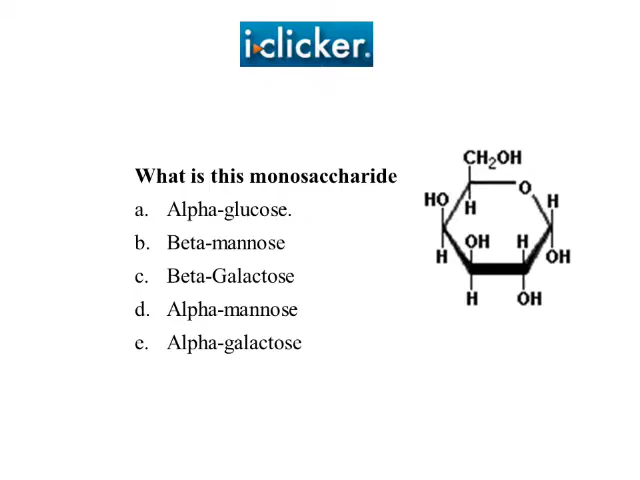 i>clicker.
What is this monosaccharide
a. Alpha-glucose.
b. Beta-mannose
c. Beta-Galactose
d. Alpha-mannose
e. Alpha-galactose
CH2OH
O
HO H H
OH H
H OH
H OH